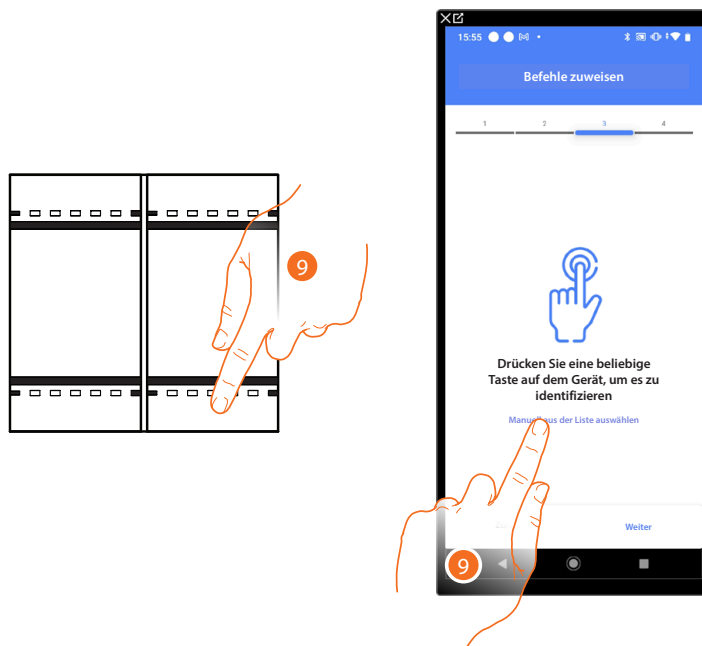 15:55
Befehle zuweisen
1 2 3 4
9
Drücken Sie eine beliebige
Taste auf dem Gerät, um es zu
identifizieren
Manuell aus der Liste auswählen
Weiter
9